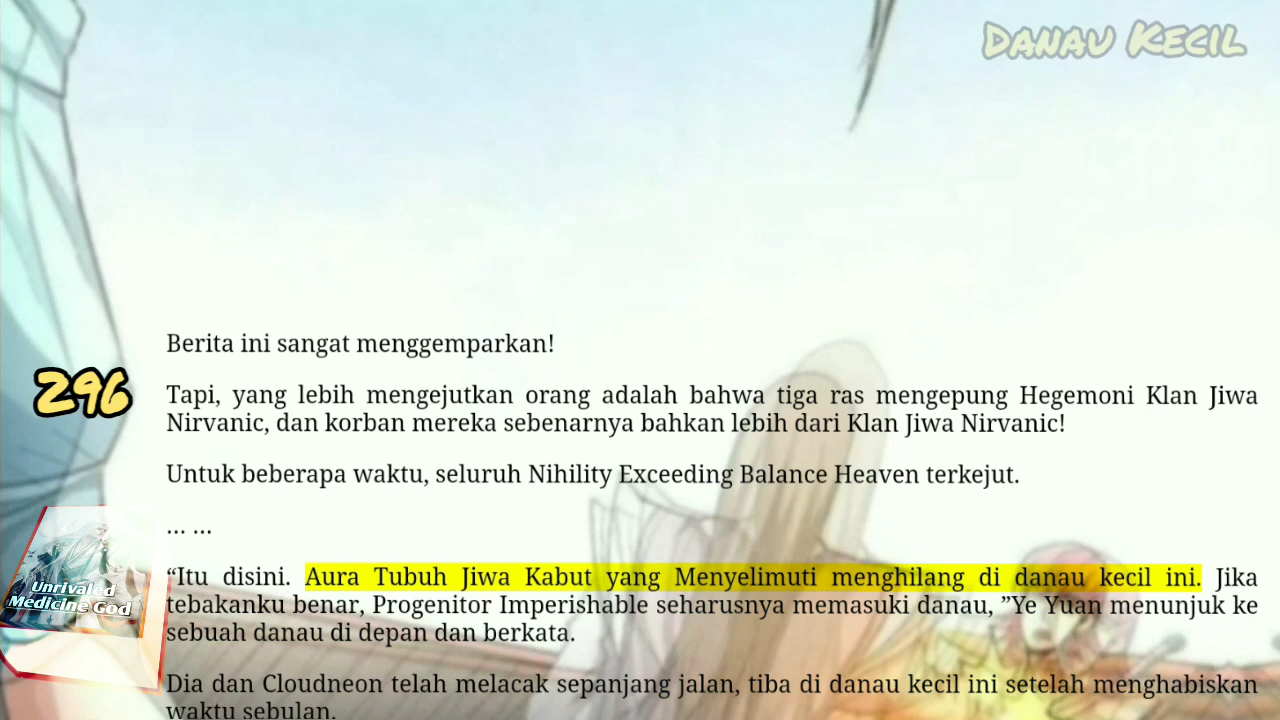 Danau Kecil
Berita ini sangat menggemparkan!
296
Tapi, yang lebih mengejutkan orang adalah bahwa tiga ras mengepung Hegemoni Klan Jiwa
Nirvanic, dan korban mereka sebenarnya bahkan lebih dari Klan Jiwa Nirvanic!
Untuk beberapa waktu, seluruh Nihility Exceeding Balance Heaven terkejut.
... ...
“Itu disini. Aura Tubuh Jiwa Kabut yang Menyelimuti menghilang di danau kecil ini. Jika
tebakanku benar, Progenitor Imperishable seharusnya memasuki danau, ”Ye Yuan menunjuk ke
sebuah danau di depan dan berkata.
Unrivaled
Medicine God
Dia dan Cloudneon telah melacak sepanjang jalan, tiba di danau kecil ini setelah menghabiskan
waktu sebulan.